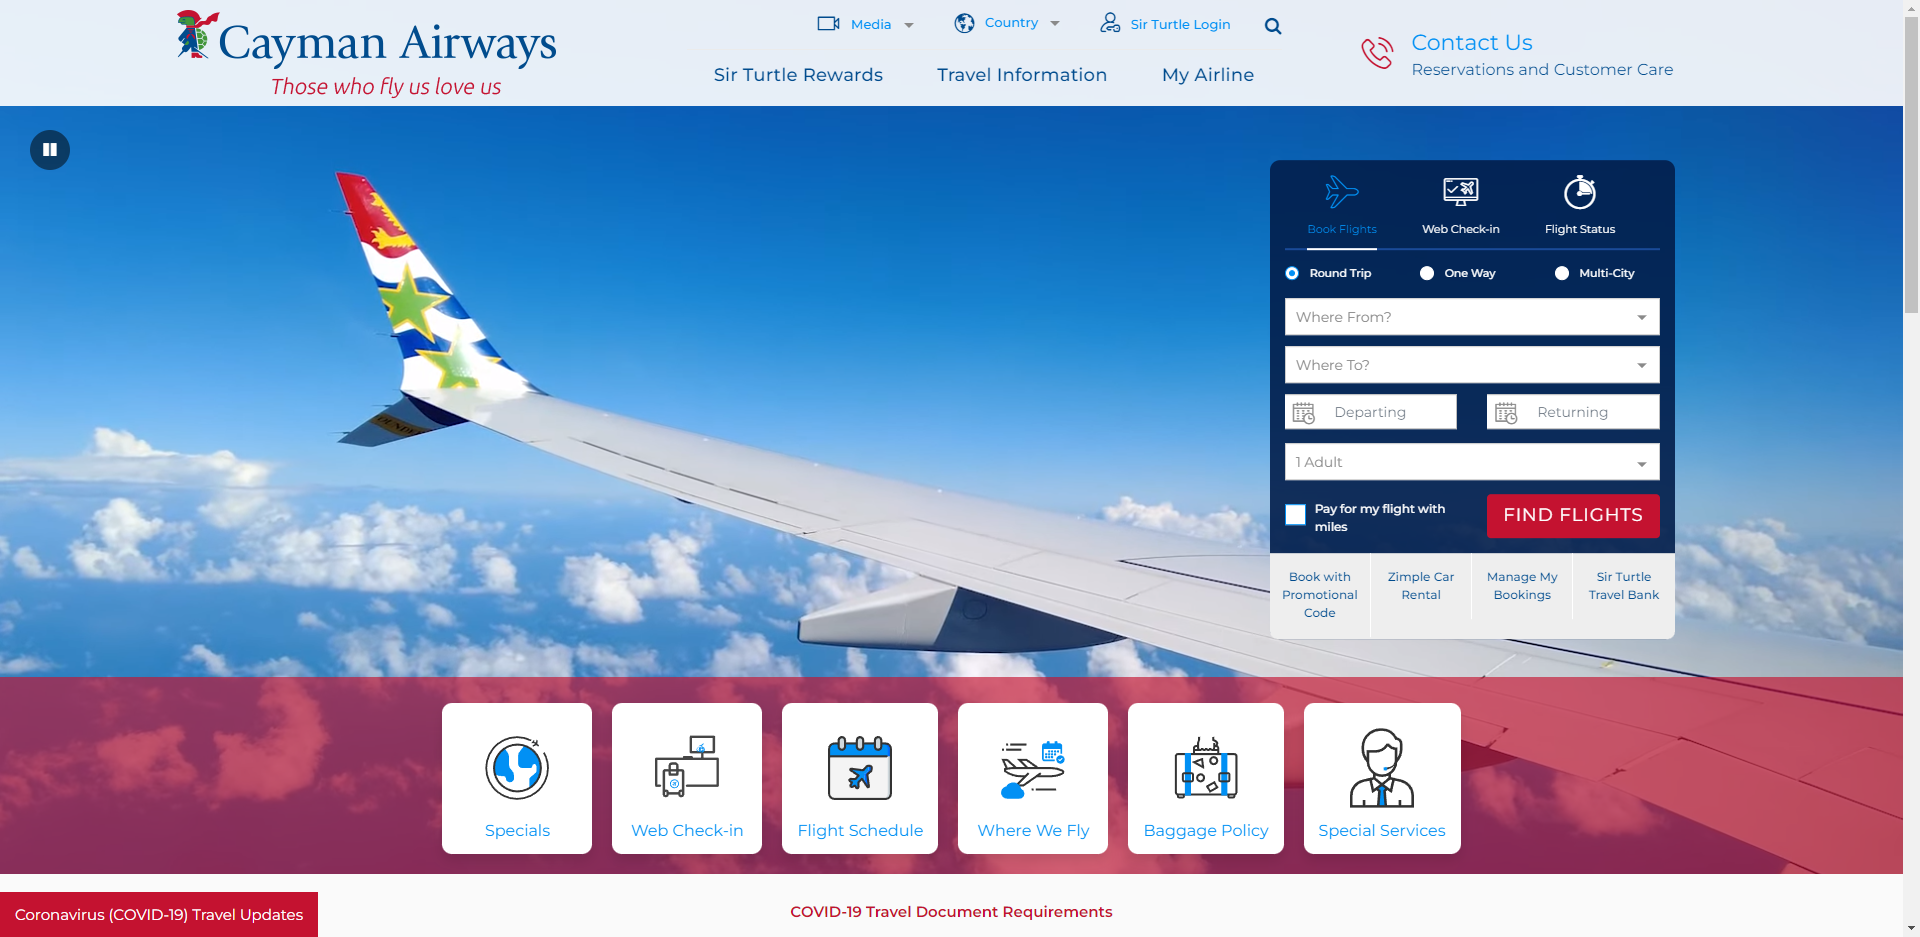 Cayman Airways
Those who fly us love us
Media
Country
Sir Turtle Login
Sir Turtle Rewards
Travel Information
My Airline
Contact Us
Reservations and Customer Care
Book Flights
Web Check-in
Flight Status
Round Trip
One Way
Multi-City
Where From?
Where To?
Departing
Returning
1 Adult
Pay for my flight with
miles
FIND FLIGHTS
Book with
Promotional
Code
Zimple Car
Rental
Manage My
Bookings
Sir Turtle
Travel Bank
Specials
Web Check-in
Flight Schedule
Where We Fly
Baggage Policy
Special Services
Coronavirus (COVID-19) Travel Updates
COVID-19 Travel Document Requirements